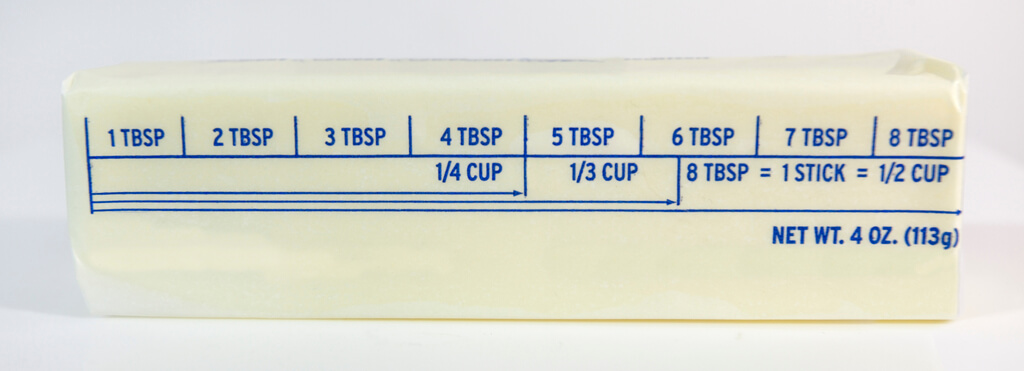 1 TBSP 2 TBSP 3 TBSP 4 TBSP 5 TBSP 6 TBSP 7 TBSP 8 TBSP
1/4 CUP 1/3 CUP 8 TBSP = 1 STICK = 1/2 CUP
NET WT. 4 OZ. (113g)